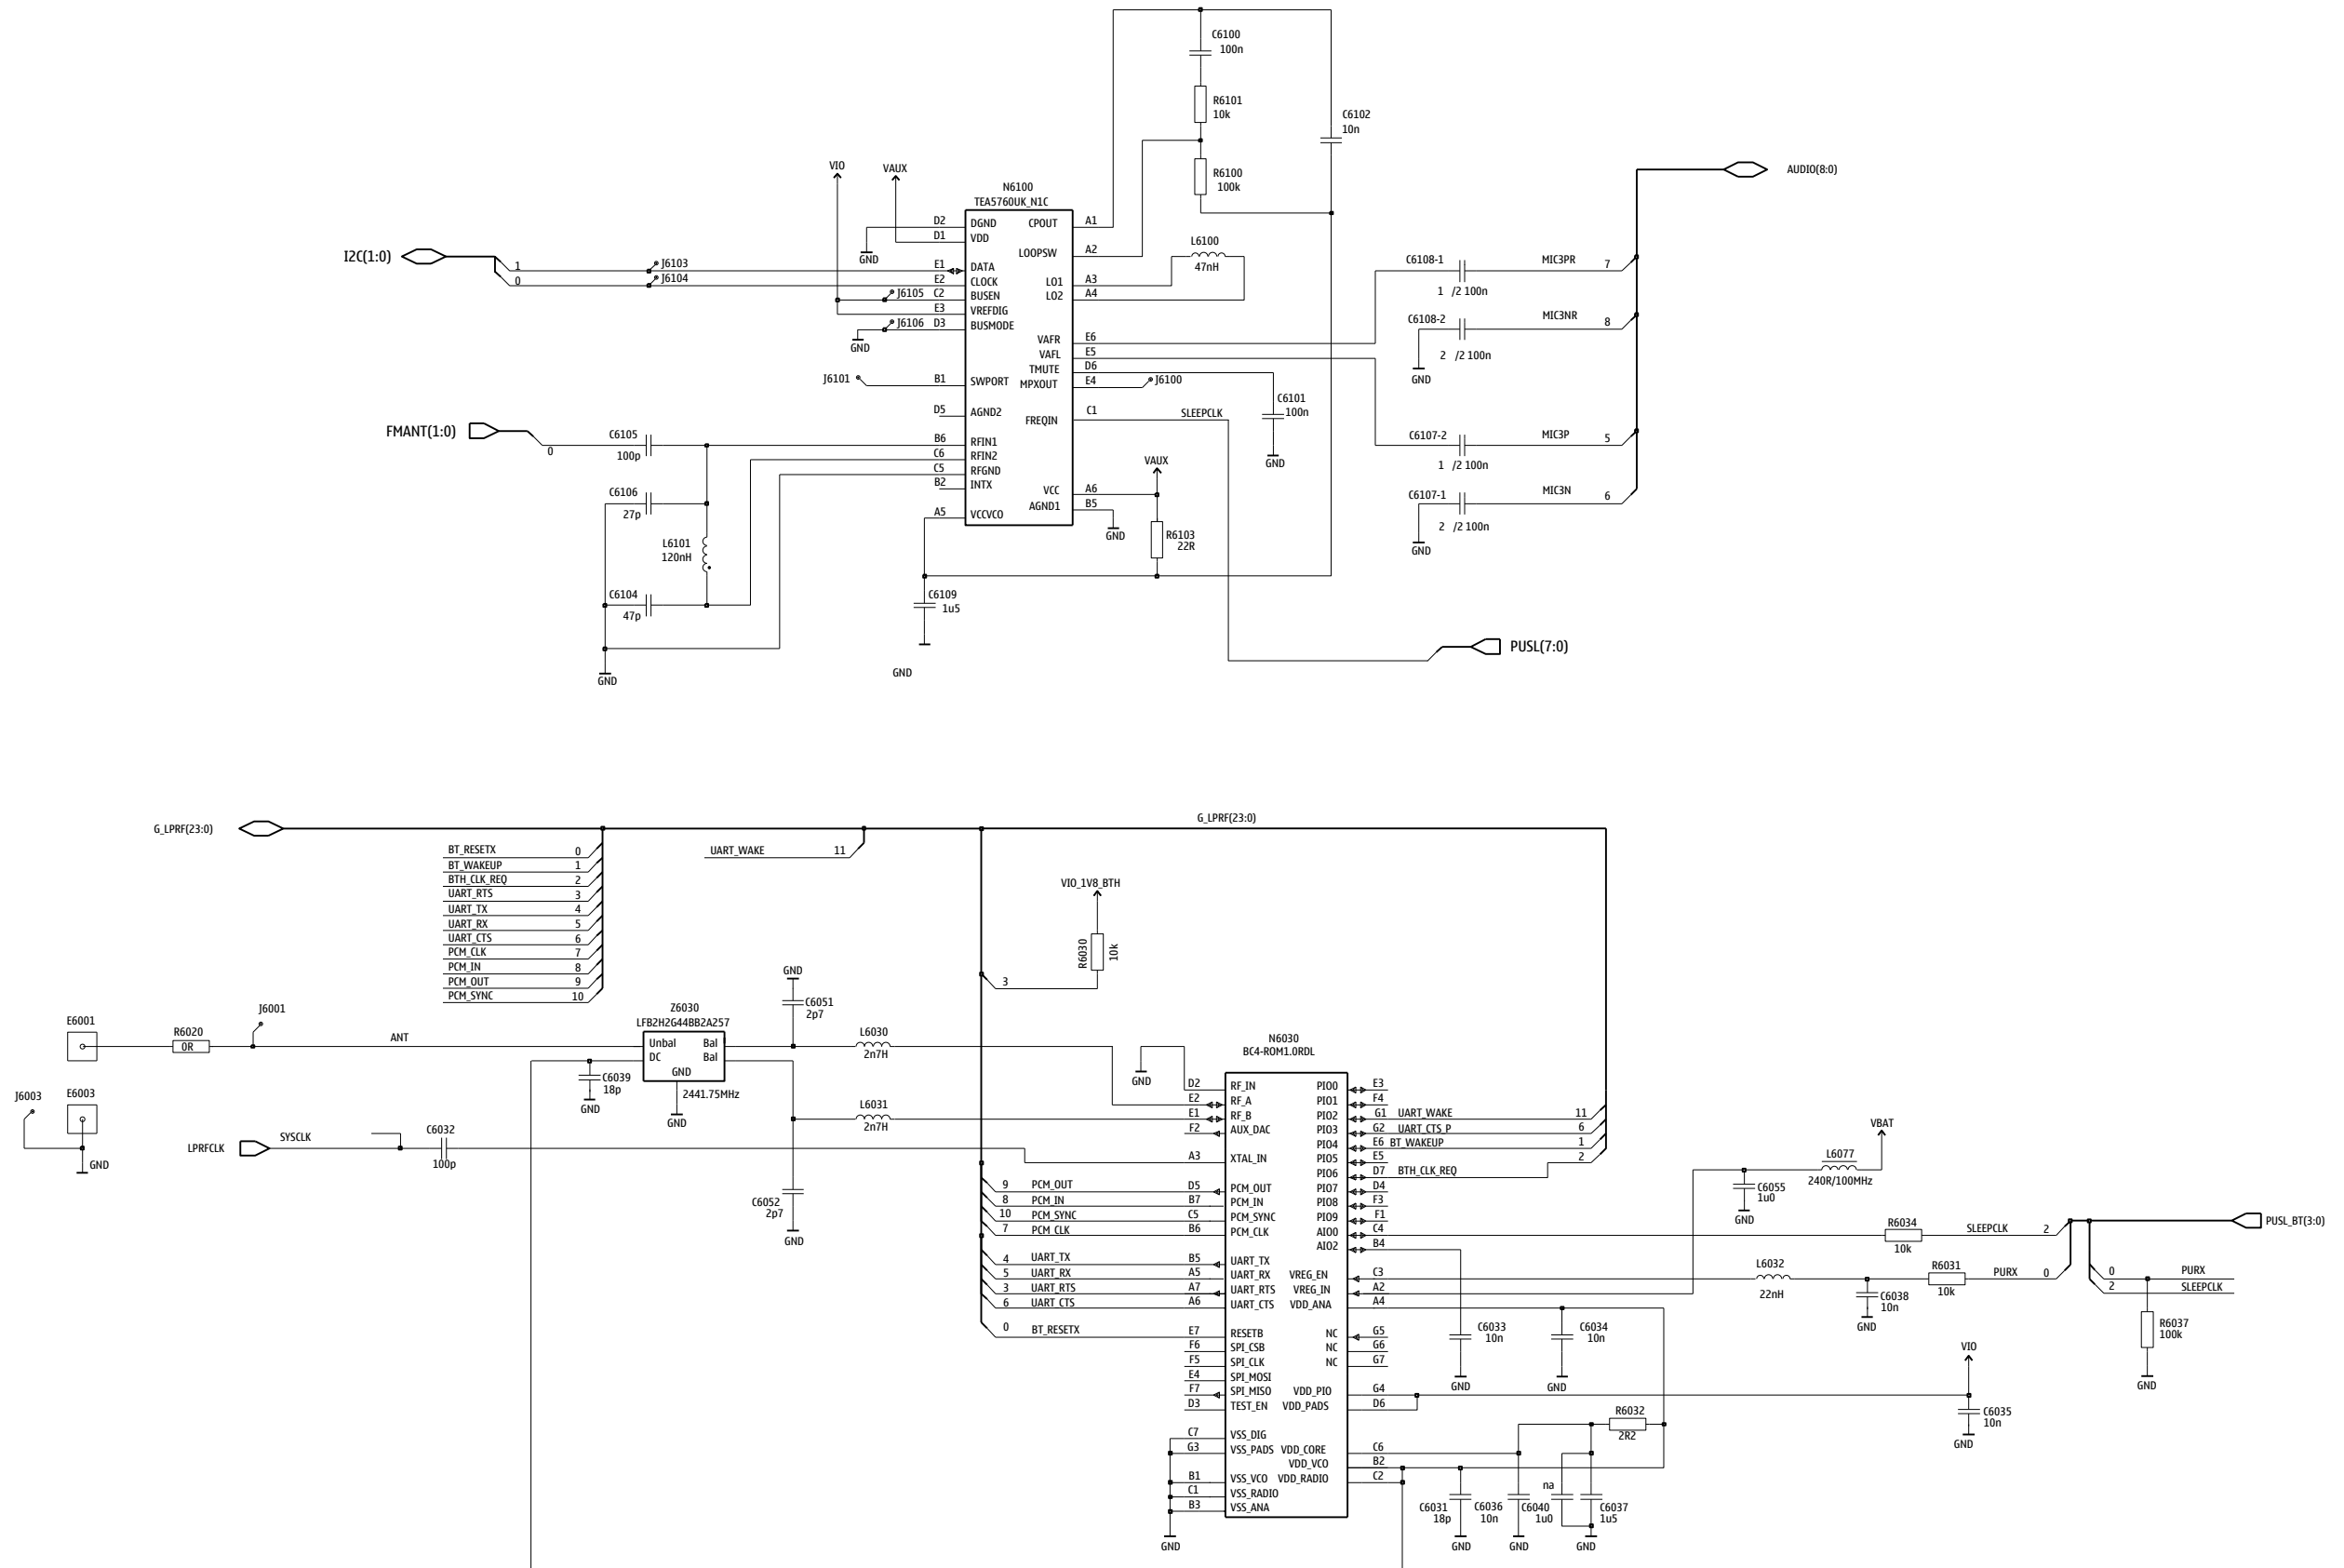 C6100
100n
R6101
10k
C6102
10n
R6100
100k
VIO
VAUX
AUDIO(8:0)
N6100
TEA5760UK_N1C
D2 DGND CPOUT A1
D1 VDD
GND
LOOPSW A2
L6100
47nH
I2C(1:0)
1 J6103 E1 DATA
0 J6104 E2 CLOCK LO1 A3
J6105 C2 BUSEN LO2 A4
E3 VREFDIG
J6106 D3 BUSMODE
GND
C6108-1 MIC3PR 7
1 /2 100n
C6108-2 MIC3NR 8
2 /2 100n
GND
VAFR E6
VAFL E5
TMUTE D6
MPXOUT E4 J6100
J6101 B1 SWPORT
C6101
100n
GND
D5 AGND2
FREQIN C1 SLEEPCLK
FMANT(1:0)
0
C6105
100p
B6 RFIN1
C6 RFIN2
C5 RFGND
B2 INTX
C6107-2 MIC3P 5
1 /2 100n
C6107-1 MIC3N 6
2 /2 100n
GND
VAUX
VCC A6
AGND1 B5
GND
A5 VCCVCO
R6103
22R
C6106
27p
L6101
120nH
C6104
47p
GND
C6109
1u5
GND
PUSL(7:0)
G_LPRF(23:0)
G_LPRF(23:0)
BT_RESETX 0
BT_WAKEUP 1
BTH_CLK_REQ 2
UART_RTS 3
UART_TX 4
UART_RX 5
UART_CTS 6
PCM_CLK 7
PCM_IN 8
PCM_OUT 9
PCM_SYNC 10
UART_WAKE 11
VIO_1V8_BTH
R6030
10k
3
GND
C6051
2p7
E6001
R6020
0R
J6001
ANT
Z6030
LFB2H2G44BB2A257
Unbal Bal
DC Bal
GND
2441.75MHz
GND
C6039
18p
GND
L6030
2n7H
L6031
2n7H
J6003
E6003
GND
LPRFCLK
SYSCLK
C6032
100p
C6052
2p7
GND
N6030
BC4-ROM1.0RDL
GND
D2 RF_IN PIO0 E3
E2 RF_A PIO1 F4
E1 RF_B PIO2 G1 UART_WAKE 11
F2 AUX_DAC PIO3 G2 UART_CTS_P 6
PIO4 E6 BT_WAKEUP 1
A3 XTAL_IN PIO5 E5 2
PIO6 D7 BTH_CLK_REQ
9 PCM_OUT D5 PCM_OUT PIO7 D4
8 PCM_IN B7 PCM_IN PIO8 F3
10 PCM_SYNC C5 PCM_SYNC PIO9 F1
7 PCM_CLK B6 PCM_CLK AIO0 C4
AIO2 B4
4 UART_TX B5 UART_TX
5 UART_RX A5 UART_RX VREG_EN C3
3 UART_RTS A7 UART_RTS VREG_IN A2
6 UART_CTS A6 UART_CTS VDD_ANA A4
0 BT_RESETX E7 RESETB NC G5
F6 SPI_CSB NC G6
F5 SPI_CLK NC G7
E4 SPI_MOSI
F7 SPI_MISO VDD_PIO G4
D3 TEST_EN VDD_PADS D6
C7 VSS_DIG
G3 VSS_PADS VDD_CORE C6
VDD_VCO B2
B1 VSS_VCO VDD_RADIO C2
C1 VSS_RADIO
B3 VSS_ANA
GND
VBAT
L6077
240R/100MHz
C6055
1u0
GND
R6034
10k
SLEEPCLK 2
PUSL_BT(3:0)
L6032
22nH
R6031
10k
PURX 0
C6038
10n
GND
0 PURX
2 SLEEPCLK
R6037
100k
GND
C6033
10n
GND
C6034
10n
GND
VIO
C6035
10n
GND
R6032
2R2
na
C6031
18p
GND
C6036
10n
C6040
1u0
GND
C6037
1u5
GND